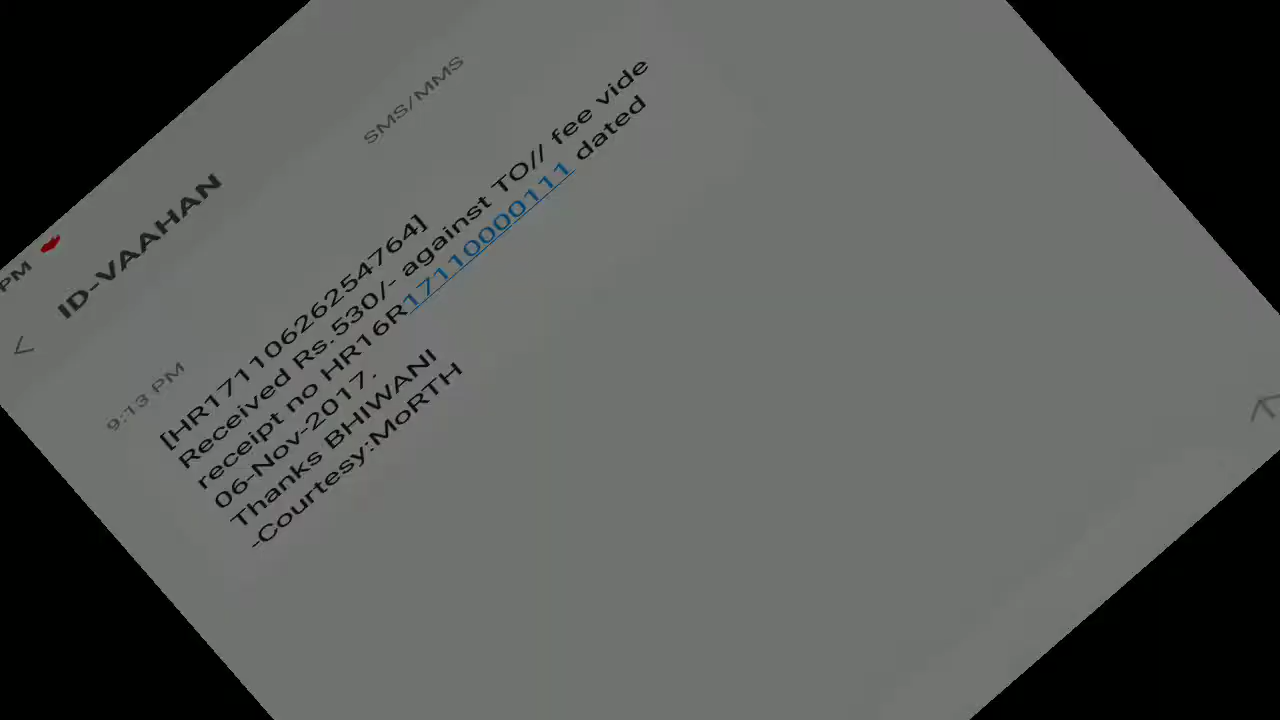 PM
ID-VAAHAN
SMS/MMS
9:13 PM
[HR17110626254764]
Received Rs.530/- against TO// fee vide
receipt no HR16R17110000111 dated
06-Nov-2017.
Thanks BHIWANI
-Courtesy:MoRTH